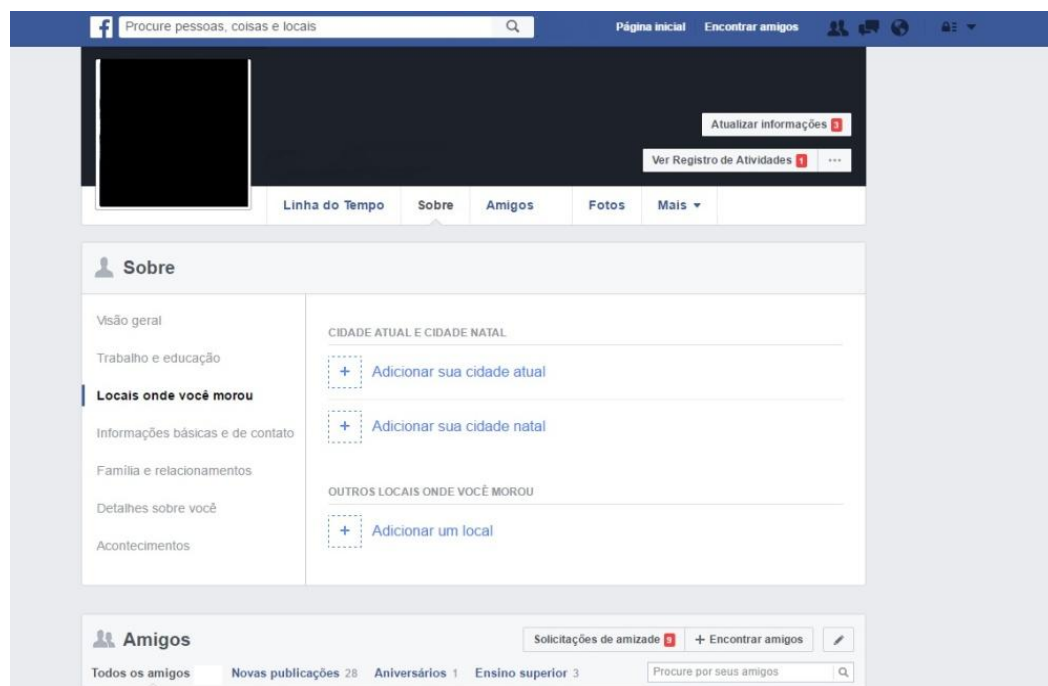 f Procure pessoas, coisas e locais Página inicial Encontrar amigos
Atualizar informações 3
Ver Registro de Atividades 1 ...
Linha do Tempo Sobre Amigos Fotos Mais
Sobre
Visão geral
Trabalho e educação
Locais onde você morou
Informações básicas e de contato
Família e relacionamentos
Detalhes sobre você
Acontecimentos
CIDADE ATUAL E CIDADE NATAL
+ Adicionar sua cidade atual
+ Adicionar sua cidade natal
OUTROS LOCAIS ONDE VOCÊ MOROU
+ Adicionar um local
Amigos Solicitações de amizade 9 + Encontrar amigos
Todos os amigos Novas publicações 28 Aniversários 1 Ensino superior 3 Procure por seus amigos